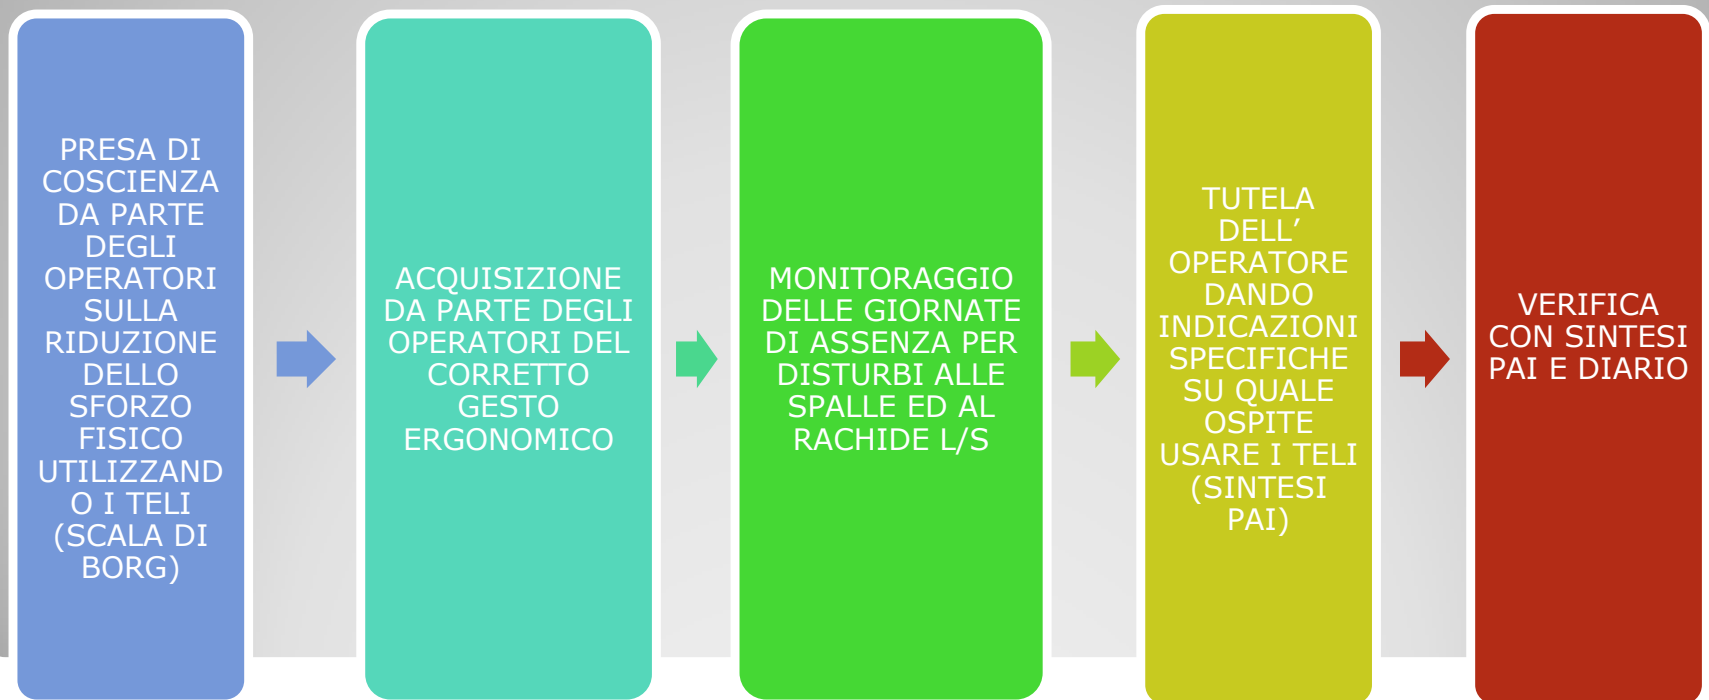 PRESA DI
COSCIENZA
DA PARTE
DEGLI
OPERATORI
SULLA
RIDUZIONE
DELLO
SFORZO
FISICO
UTILIZZAND
O I TELI
(SCALA DI
BORG)
ACQUISIZIONE
DA PARTE DEGLI
OPERATORI DEL
CORRETTO
GESTO
ERGONOMICO
MONITORAGGIO
DELLE GIORNATE
DI ASSENZA PER
DISTURBI ALLE
SPALLE ED AL
RACHIDE L/S
TUTELA
DELL’
OPERATORE
DANDO
INDICAZIONI
SPECIFICHE
SU QUALE
OSPITE
USARE I TELI
(SINTESI
PAI)
VERIFICA
CON SINTESI
PAI E DIARIO